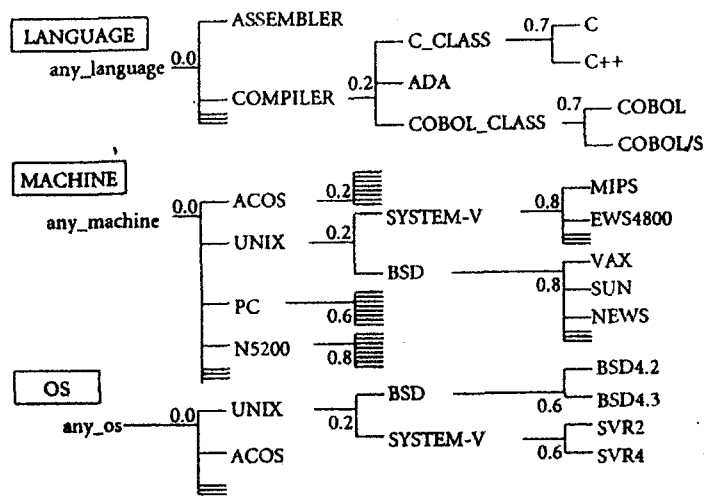 LANGUAGE
any_language 0.0 ASSEMBLER
COMPILER 0.2 C_CLASS 0.7 C
C++
ADA
COBOL_CLASS 0.7 COBOL
COBOL/S
MACHINE
any_machine 0.0 ACOS 0.2
UNIX 0.2 SYSTEM-V 0.8 MIPS
EWS4800
BSD 0.8 VAX
SUN
NEWS
PC 0.6
N5200 0.8
OS
any_os 0.0 UNIX 0.2 BSD 0.6 BSD4.2
BSD4.3
SYSTEM-V 0.6 SVR2
SVR4
ACOS